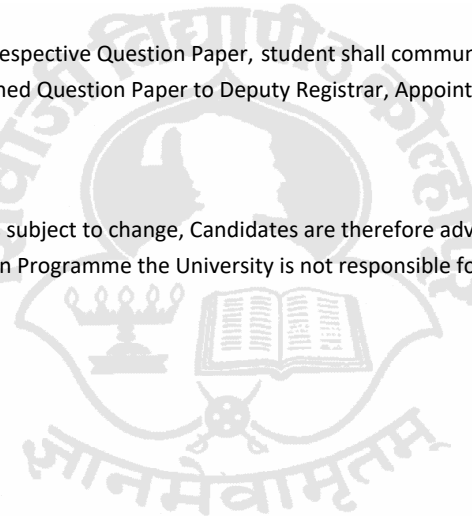 विद्यापीठ
espective Question Paper, student shall commun
ned Question Paper to Deputy Registrar, Appoint
subject to change, Candidates are therefore adv
n Programme the University is not responsible fo
ज्ञानमेवामृतम्